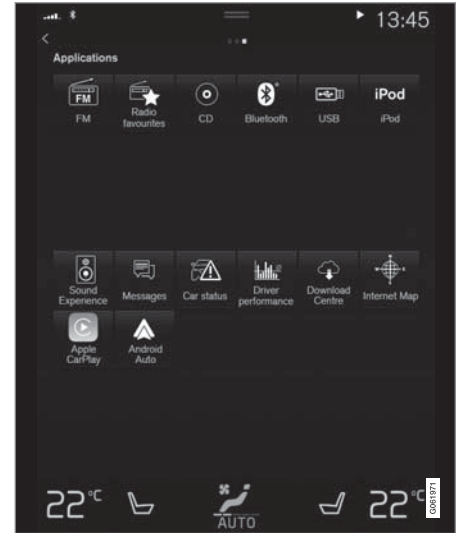 13:45
Applications
FM
iPod
FM
Radio
favourites
CD
Bluetooth
USB
iPod
Sound
Experience
Messages
Car status
Driver
performance
Download
Centre
Internet Map
Apple
CarPlay
Android
Auto
22°C
AUTO
22°C
G061971